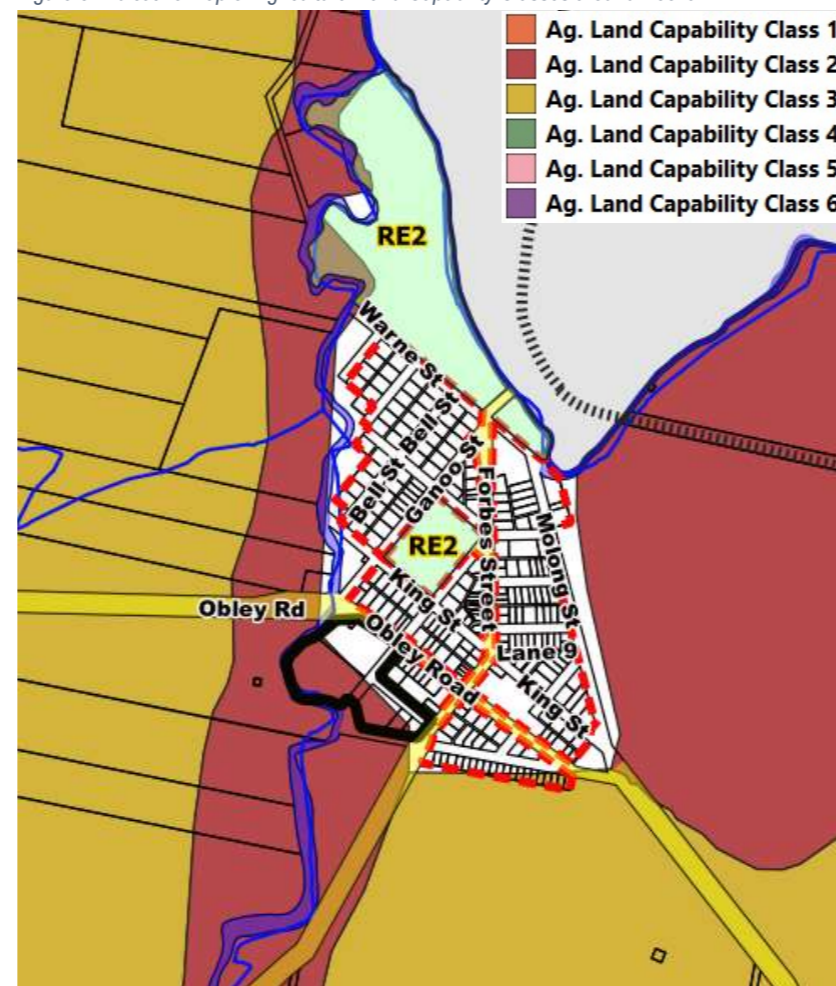 Ag. Land Capability Class 1
Ag. Land Capability Class 2
Ag. Land Capability Class 3
Ag. Land Capability Class 4
Ag. Land Capability Class 5
Ag. Land Capability Class 6
RE2
Warne St
Bell-St
Bell-St
Ganoo St
Forbes Street
RE2
Molong St
King St
Obley Rd
Obley Road
Lane 9
King St